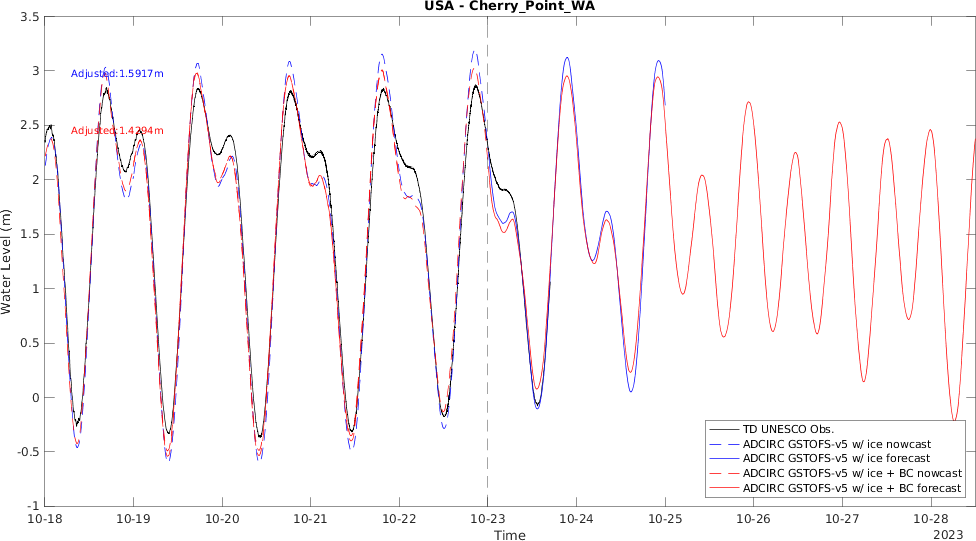 USA - Cherry_Point_WA
3.5
3
2.5
2
1.5
1
0.5
0
-0.5
-1
Water Level (m)
Adjusted:1.5917m
Adjusted:1.4294m
TD UNESCO Obs.
ADCIRC GSTOFS-v5 w/ ice nowcast
ADCIRC GSTOFS-v5 w/ ice forecast
ADCIRC GSTOFS-v5 w/ ice + BC nowcast
ADCIRC GSTOFS-v5 w/ ice + BC forecast
10-18 10-19 10-20 10-21 10-22 10-23 10-24 10-25 10-26 10-27 10-28
Time
2023